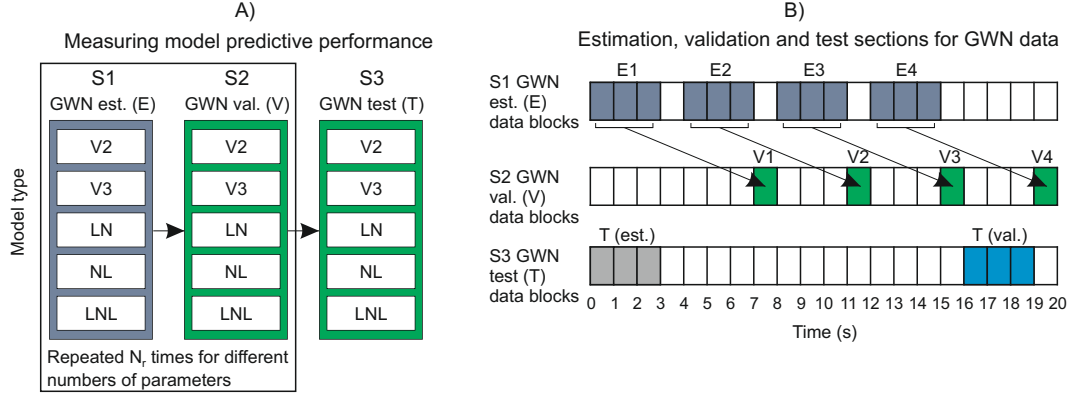 A)
Measuring model predictive performance
S1
S2
S3
GWN est. (E)
GWN val. (V)
GWN test (T)
Model type
V2
V3
LN
NL
LNL
V2
V3
LN
NL
LNL
V2
V3
LN
NL
LNL
Repeated Nr times for different
numbers of parameters
B)
Estimation, validation and test sections for GWN data
S1 GWN
est. (E)
data blocks
E1
E2
E3
E4
S2 GWN
val. (V)
data blocks
V1
V2
V3
V4
S3 GWN
test (T)
data blocks
T (est.)
T (val.)
0 1 2 3 4 5 6 7 8 9 10 11 12 13 14 15 16 17 18 19 20
Time (s)